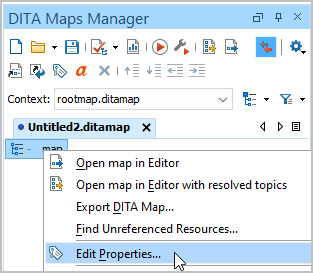 DITA Maps Manager
Context: rootmap.ditamap
Untitled2.ditamap
map
Open map in Editor
Open map in Editor with resolved topics
Export DITA Map...
Find Unreferenced Resources...
Edit Properties...